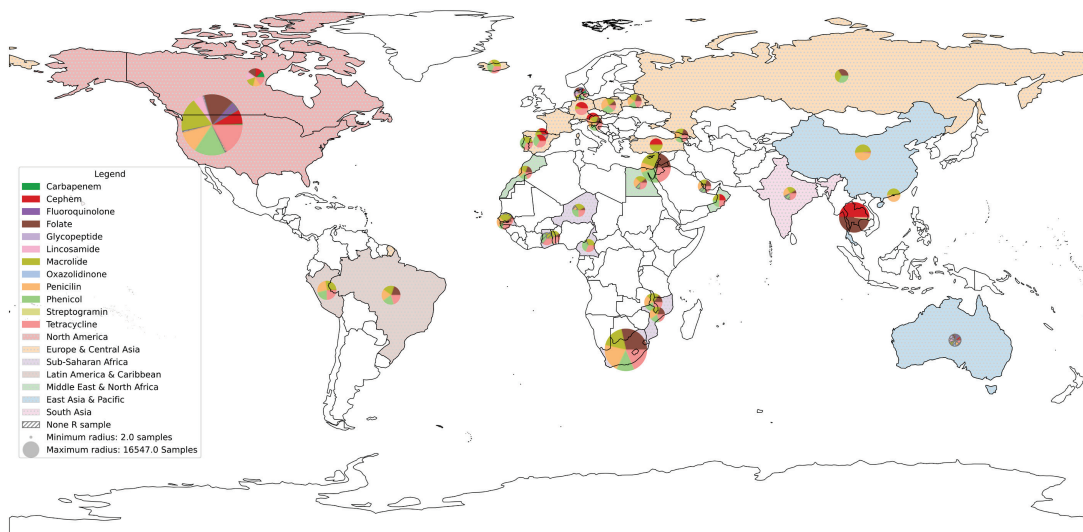 Legend
Carbapenem
Cephem
Fluoroquinolone
Folate
Glycopeptide
Lincosamide
Macrolide
Oxazolidinone
Penicilin
Phenicol
Streptogramin
Tetracycline
North America
Europe & Central Asia
Sub-Saharan Africa
Latin America & Caribbean
Middle East & North Africa
East Asia & Pacific
South Asia
None R sample
Minimum radius: 2.0 samples
Maximum radius: 16547.0 Samples